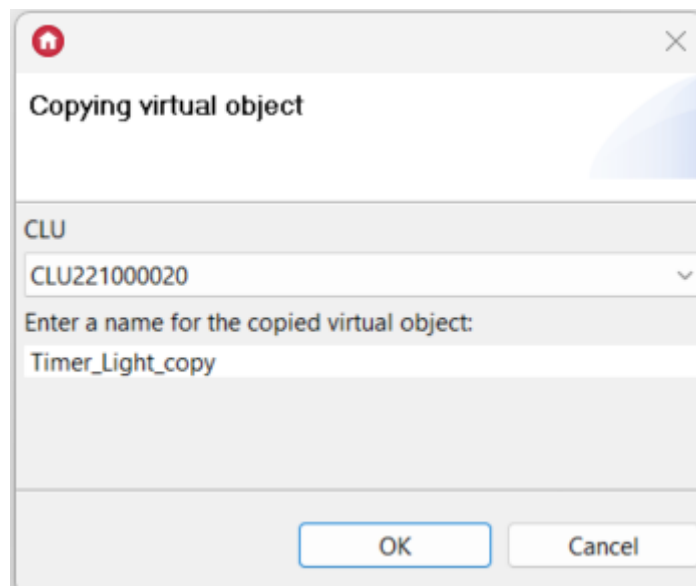 Copying virtual object
CLU
CLU221000020
Enter a name for the copied virtual object:
Timer_Light_copy
OK
Cancel